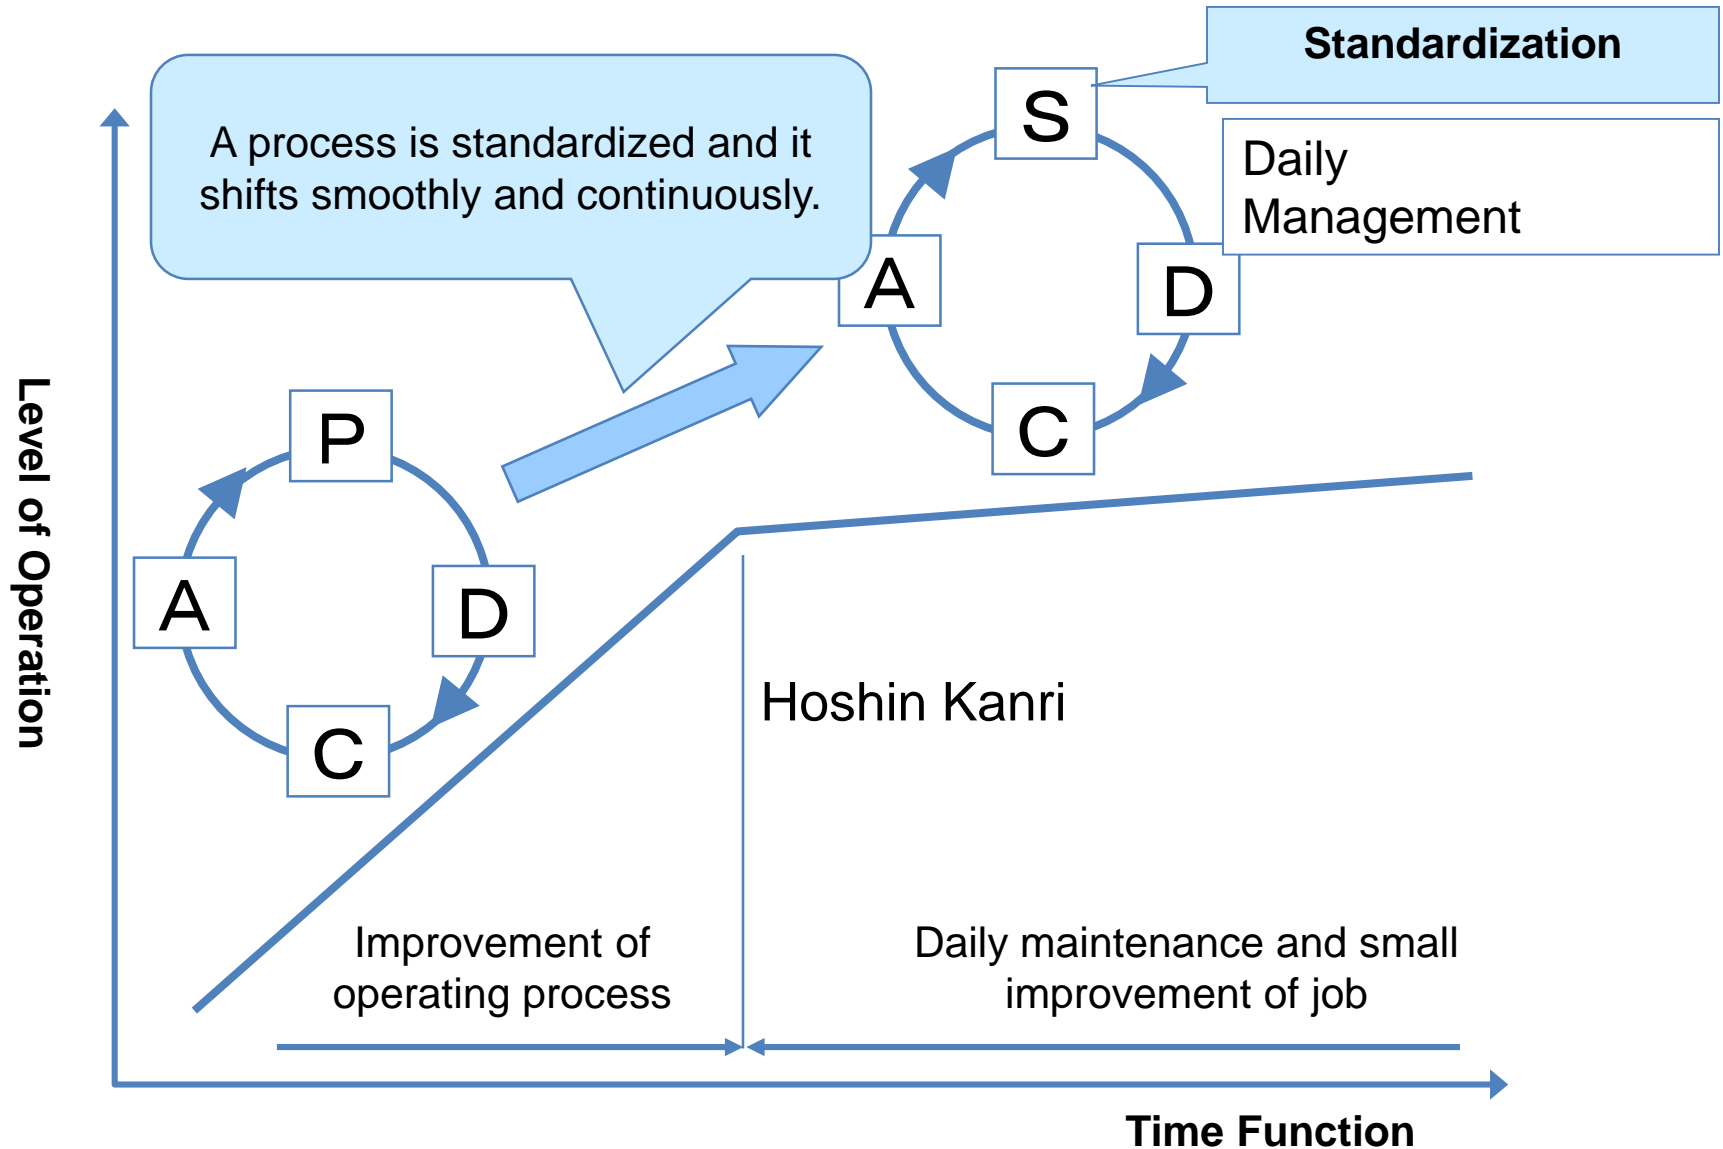 Standardization
A process is standardized and it
shifts smoothly and continuously.
S
Daily
Management
A
D
C
P
A
D
C
Level of Operation
Hoshin Kanri
Improvement of
operating process
Daily maintenance and small
improvement of job
Time Function